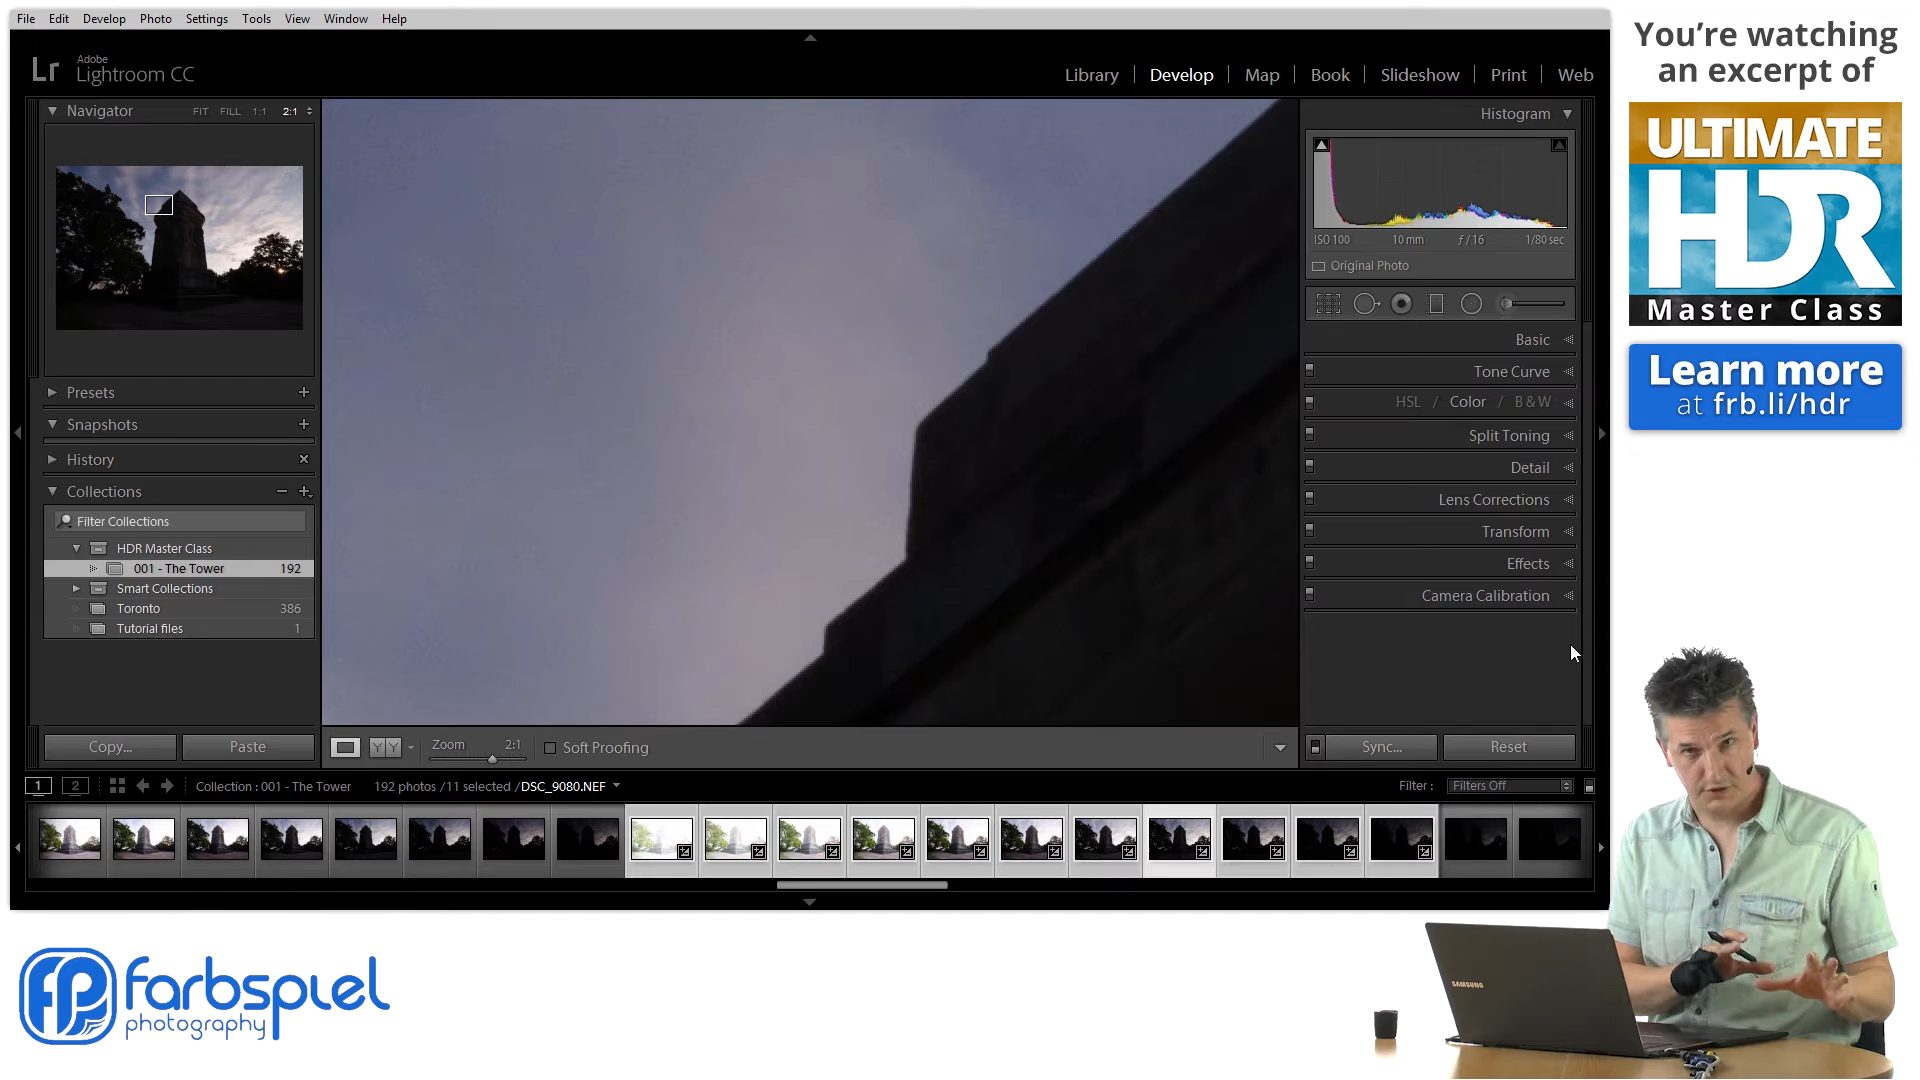 File Edit Develop Photo Settings Tools View Window Help
Lr Adobe Lightroom CC
Library Develop Map Book Slideshow Print Web
Navigator FIT FILL 1:1 2:1
Presets
Snapshots
History
Collections
Filter Collections
HDR Master Class
001 - The Tower 192
Smart Collections
Toronto 386
Tutorial files 1
Copy... Paste
Zoom 2:1 Soft Proofing
Histogram
ISO 100 10 mm ƒ / 16 1/80 sec
Original Photo
Basic
Tone Curve
HSL / Color / B & W
Split Toning
Detail
Lens Corrections
Transform
Effects
Camera Calibration
Sync... Reset
1 2 Collection : 001 - The Tower 192 photos / 11 selected / DSC_9080.NEF Filter : Filters Off
You're watching
an excerpt of
ULTIMATE
HDR
Master Class
Learn more
at frb.li/hdr
fp farbspiel
photography
SAMSUNG